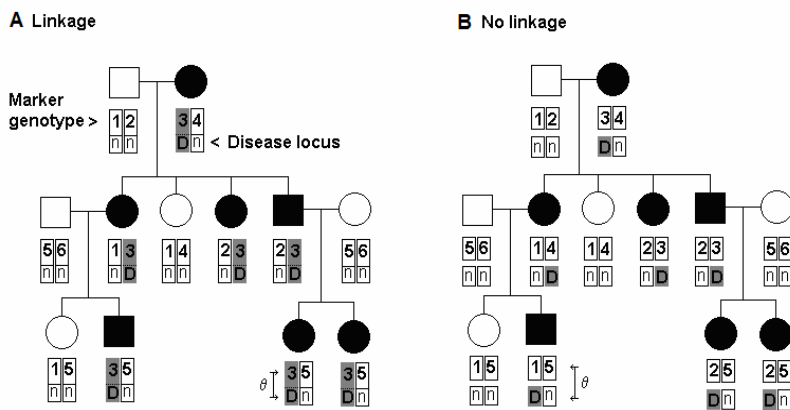 A Linkage
Marker
genotype > 1 2 3 4
n n D n < Disease locus
5 6 1 3 1 4 2 3 2 3 5 6
n n n D n n n D n D n n
1 5 3 5 θ 3 5 3 5
n n D n D n D n
B No linkage
1 2 3 4
n n D n
5 6 1 4 1 4 2 3 2 3 5 6
n n n D n n n D n D n n
1 5 1 5 θ 2 5 2 5
n n D n D n D n